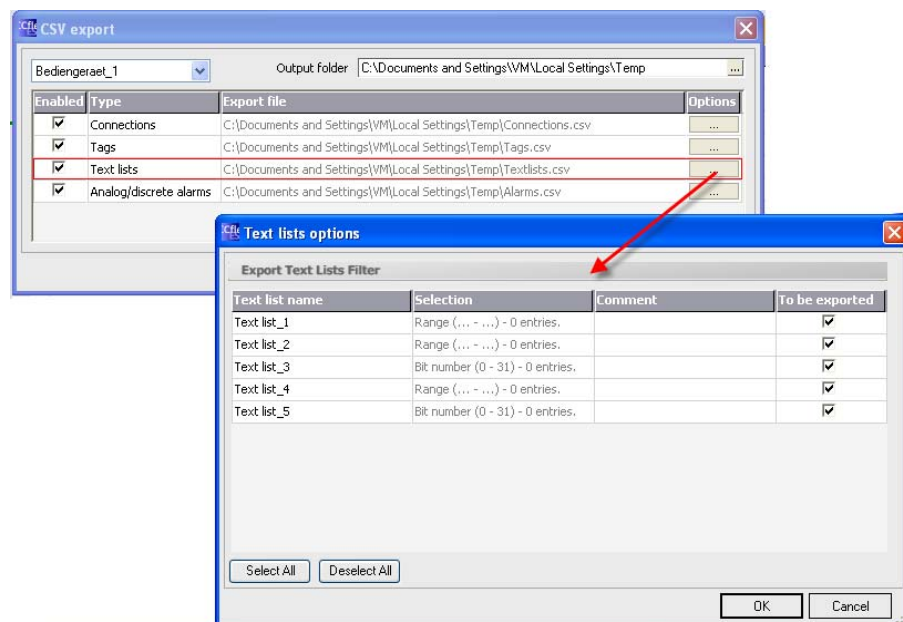 CSV export
Bediengeraet_1
Output folder C:\Documents and Settings\VM\Local Settings\Temp ...
Enabled Type Export file Options
Connections C:\Documents and Settings\VM\Local Settings\Temp\Connections.csv ...
Tags C:\Documents and Settings\VM\Local Settings\Temp\Tags.csv ...
Text lists C:\Documents and Settings\VM\Local Settings\Temp\Textlists.csv ...
Analog/discrete alarms C:\Documents and Settings\VM\Local Settings\Temp\Alarms.csv ...
Text lists options
Export Text Lists Filter
Text list name Selection Comment To be exported
Text list_1 Range (... - ...) - 0 entries.
Text list_2 Range (... - ...) - 0 entries.
Text list_3 Bit number (0 - 31) - 0 entries.
Text list_4 Range (... - ...) - 0 entries.
Text list_5 Bit number (0 - 31) - 0 entries.
Select All Deselect All
OK Cancel